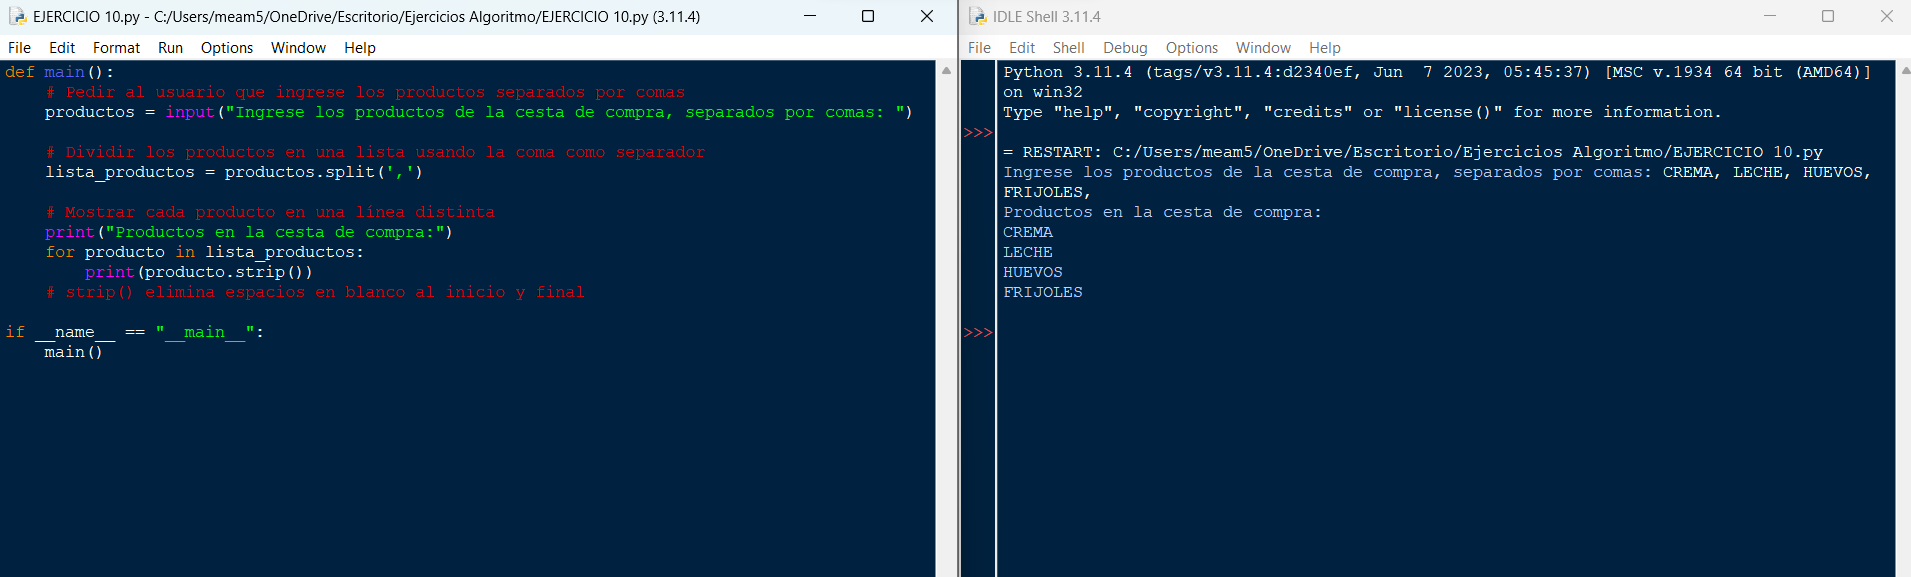 EJERCICIO 10.py - C:/Users/meam5/OneDrive/Escritorio/Ejercicios Algoritmo/EJERCICIO 10.py (3.11.4)
File Edit Format Run Options Window Help
def main():
    # Pedir al usuario que ingrese los productos separados por comas
    productos = input("Ingrese los productos de la cesta de compra, separados por comas: ")
    # Dividir los productos en una lista usando la coma como separador
    lista_productos = productos.split(',')
    # Mostrar cada producto en una línea distinta
    print("Productos en la cesta de compra:")
    for producto in lista_productos:
        print(producto.strip())
    # strip() elimina espacios en blanco al inicio y final
if __name__ == "__main__":
    main()
IDLE Shell 3.11.4
File Edit Shell Debug Options Window Help
Python 3.11.4 (tags/v3.11.4:d2340ef, Jun  7 2023, 05:45:37) [MSC v.1934 64 bit (AMD64)]
on win32
Type "help", "copyright", "credits" or "license()" for more information.
>>>
= RESTART: C:/Users/meam5/OneDrive/Escritorio/Ejercicios Algoritmo/EJERCICIO 10.py
Ingrese los productos de la cesta de compra, separados por comas: CREMA, LECHE, HUEVOS,
FRIJOLES,
Productos en la cesta de compra:
CREMA
LECHE
HUEVOS
FRIJOLES
>>>